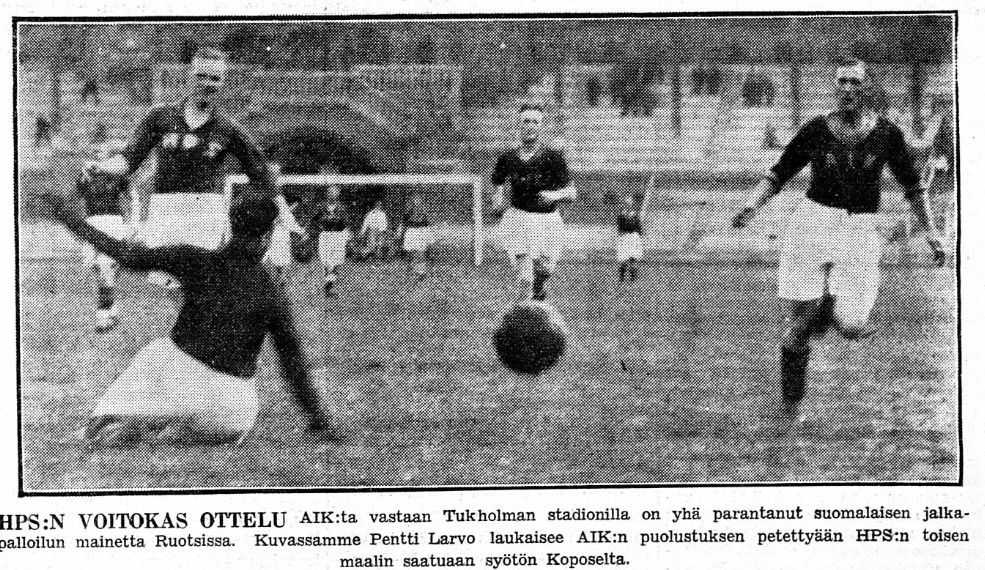 HPS:N VOITOKAS OTTELU AIK:ta vastaan Tukholman stadionilla on yhä parantanut suomalaisen jalka-
palloilun mainetta Ruotsissa. Kuvassamme Pentti Larvo laukaisee AIK:n puolustuksen petettyään HPS:n toisen
maalin saatuaan syötön Koposelta.